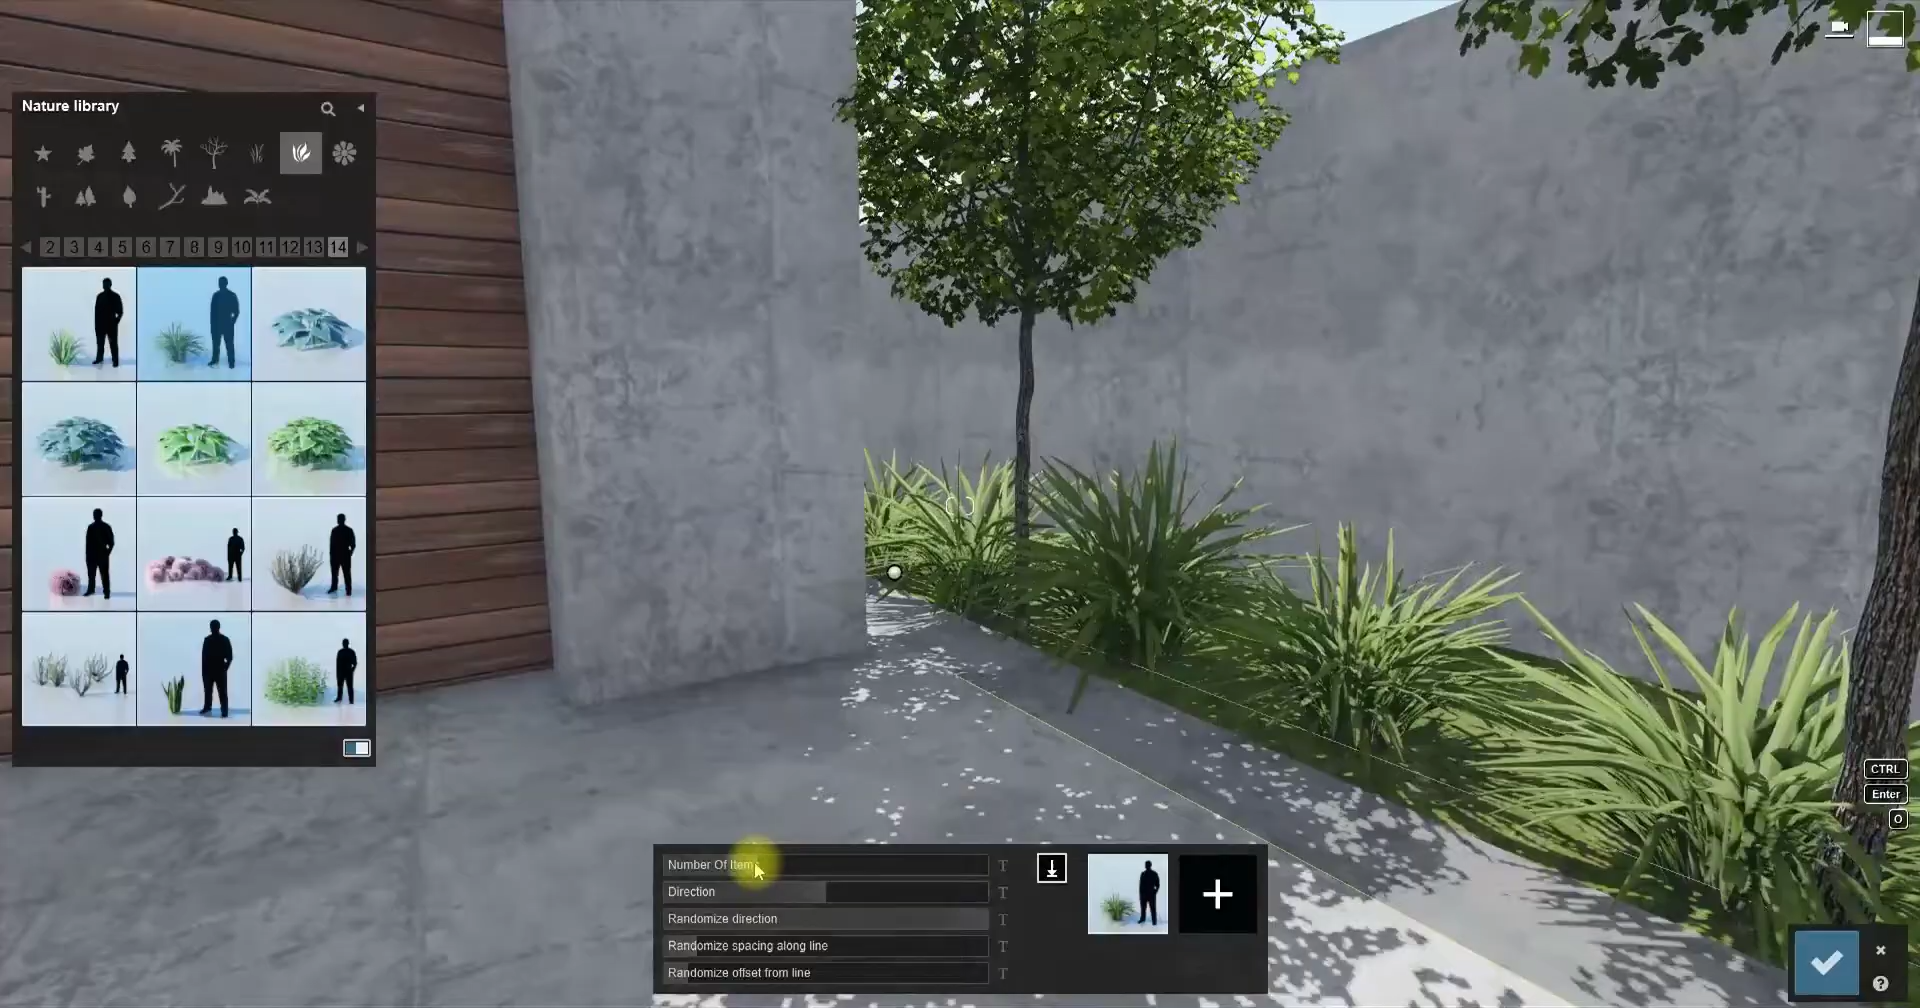 Nature library
2 3 4 5 6 7 8 9 10 11 12 13 14
CTRL
Enter
O
Number Of Items
T
Direction
T
Randomize direction
T
Randomize spacing along line
T
Randomize offset from line
T
?